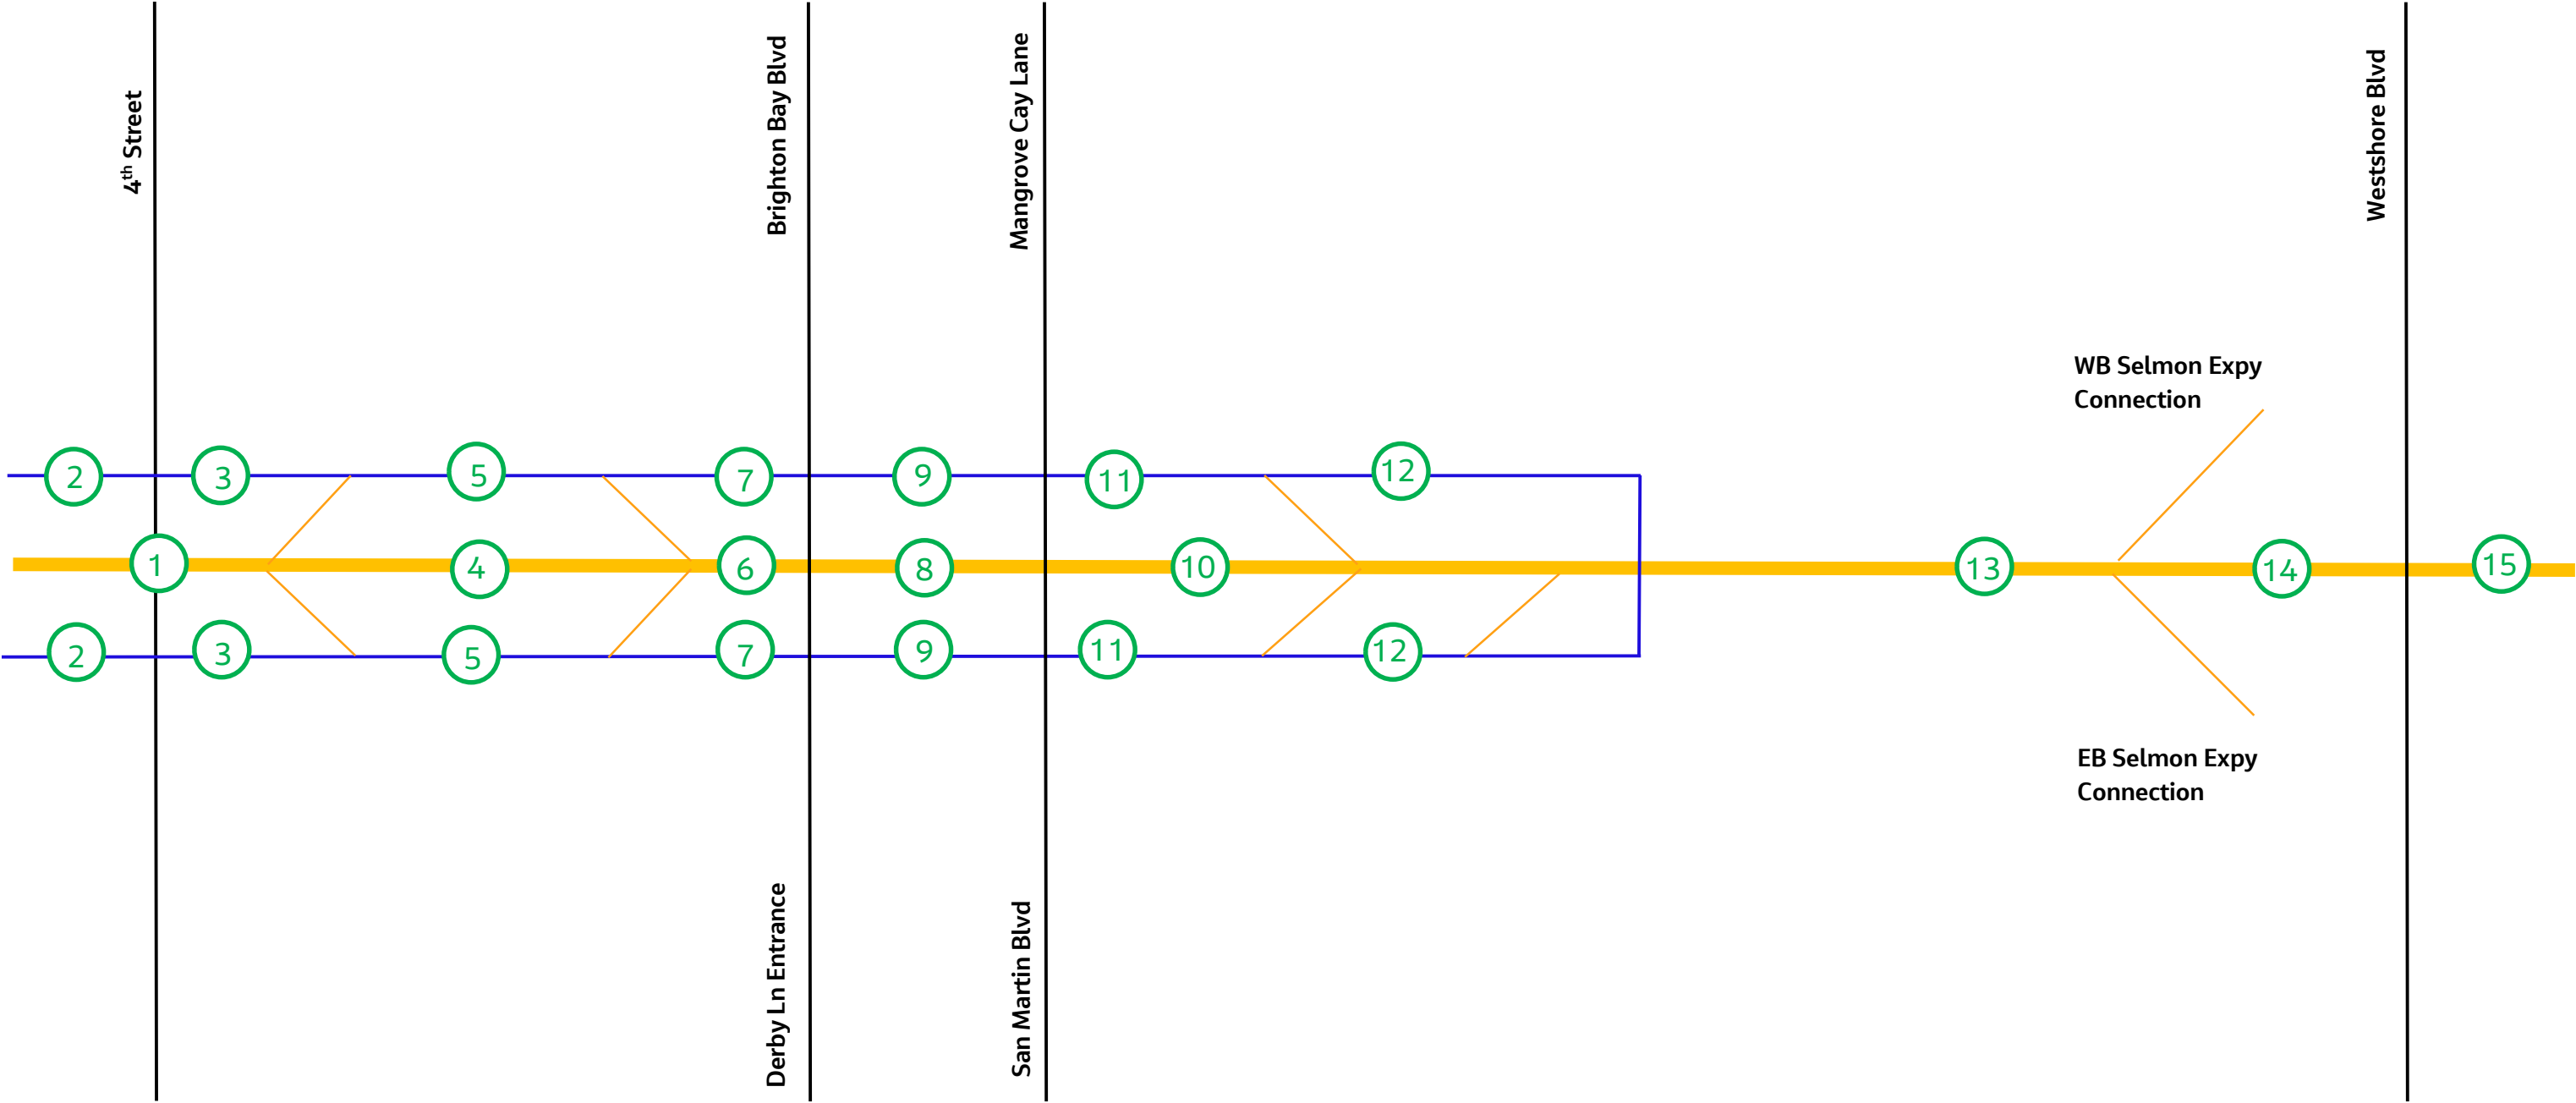 4th Street
Brighton Bay Blvd
Mangrove Cay Lane
Westshore Blvd
WB Selmon Expy
Connection
2
3
5
7
9
11
12
1
4
6
8
10
13
14
15
2
3
5
7
9
11
12
EB Selmon Expy
Connection
Derby Ln Entrance
San Martin Blvd